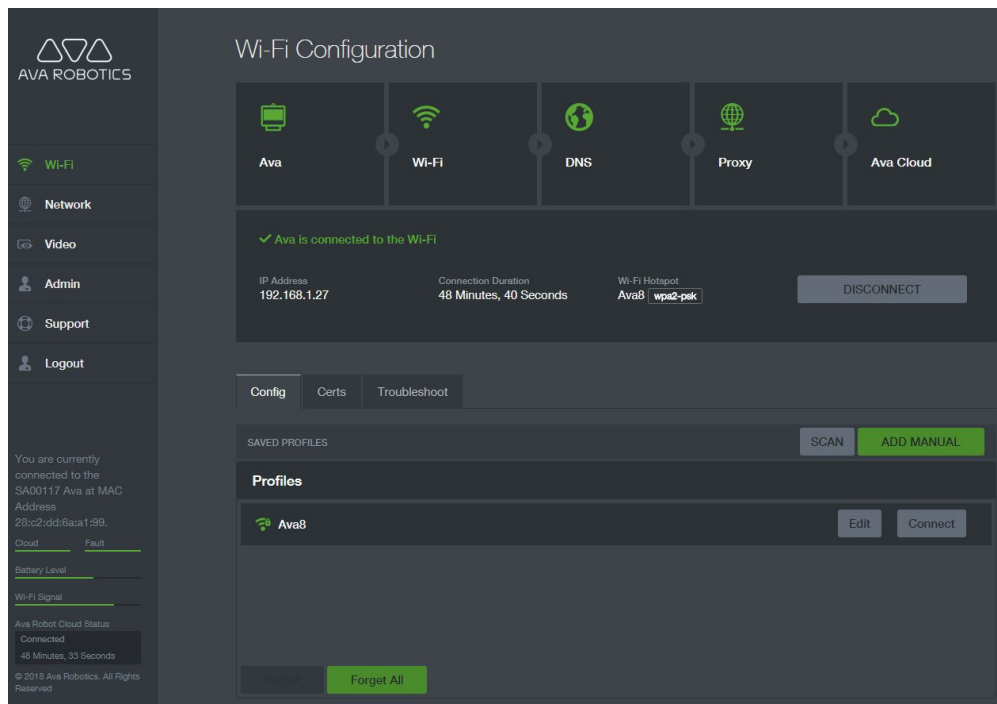 AVA ROBOTICS
Wi-Fi
Network
Video
Admin
Support
Logout
You are currently
connected to the
SA00117 Ava at MAC
Address
28:c2:dd:6a:a1:99.
Cloud Fault
Battery Level
Wi-Fi Signal
Ava Robot Cloud Status
Connected
48 Minutes, 33 Seconds
© 2018 Ava Robotics. All Rights
Reserved
Wi-Fi Configuration
Ava Wi-Fi DNS Proxy Ava Cloud
Ava is connected to the Wi-Fi
IP Address Connection Duration Wi-Fi Hotspot
192.168.1.27 48 Minutes, 40 Seconds Ava8 wpa2-psk DISCONNECT
Config Certs Troubleshoot
SAVED PROFILES SCAN ADD MANUAL
Profiles
Ava8 Edit Connect
Forget Forget All